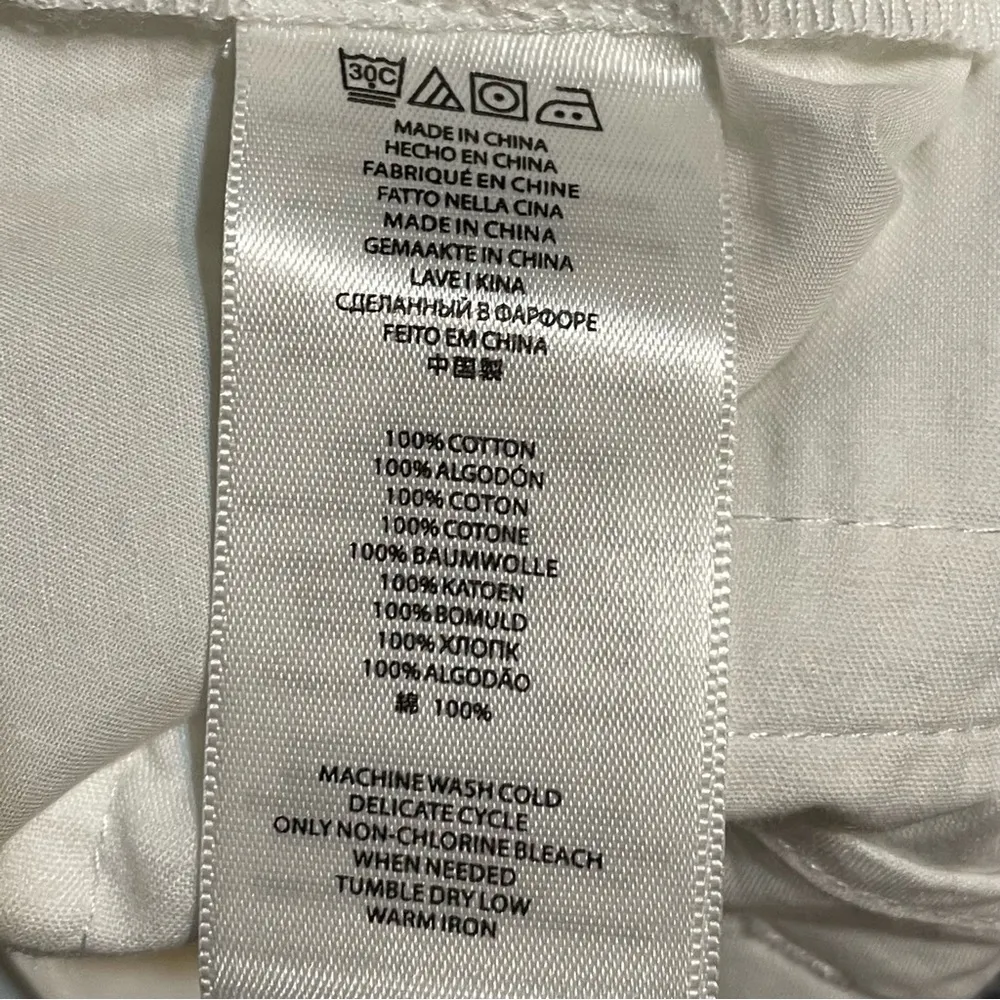 30C
MADE IN CHINA
HECHO EN CHINA
FABRIQUÉ EN CHINE
FATTO NELLA CINA
MADE IN CHINA
GEMAAKTE IN CHINA
LAVE I KINA
СДЕЛАННЫЙ В ФАРФОРЕ
FEITO EM CHINA
中国製
100% COTTON
100% ALGODÓN
100% COTON
100% COTONE
100% BAUMWOLLE
100% KATOEN
100% BOMULD
100% ХЛОПК
100% ALGODÃO
綿 100%
MACHINE WASH COLD
DELICATE CYCLE
ONLY NON-CHLORINE BLEACH
WHEN NEEDED
TUMBLE DRY LOW
WARM IRON